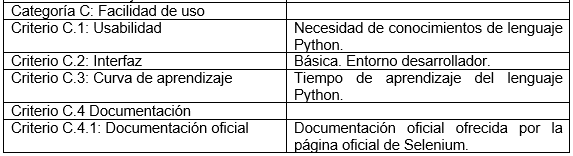 Categoría C: Facilidad de uso
Criterio C.1: Usabilidad
Necesidad de conocimientos de lenguaje
Python.
Criterio C.2: Interfaz
Básica. Entorno desarrollador.
Criterio C.3: Curva de aprendizaje
Tiempo de aprendizaje del lenguaje
Python.
Criterio C.4 Documentación
Criterio C.4.1: Documentación oficial
Documentación oficial ofrecida por la
página oficial de Selenium.